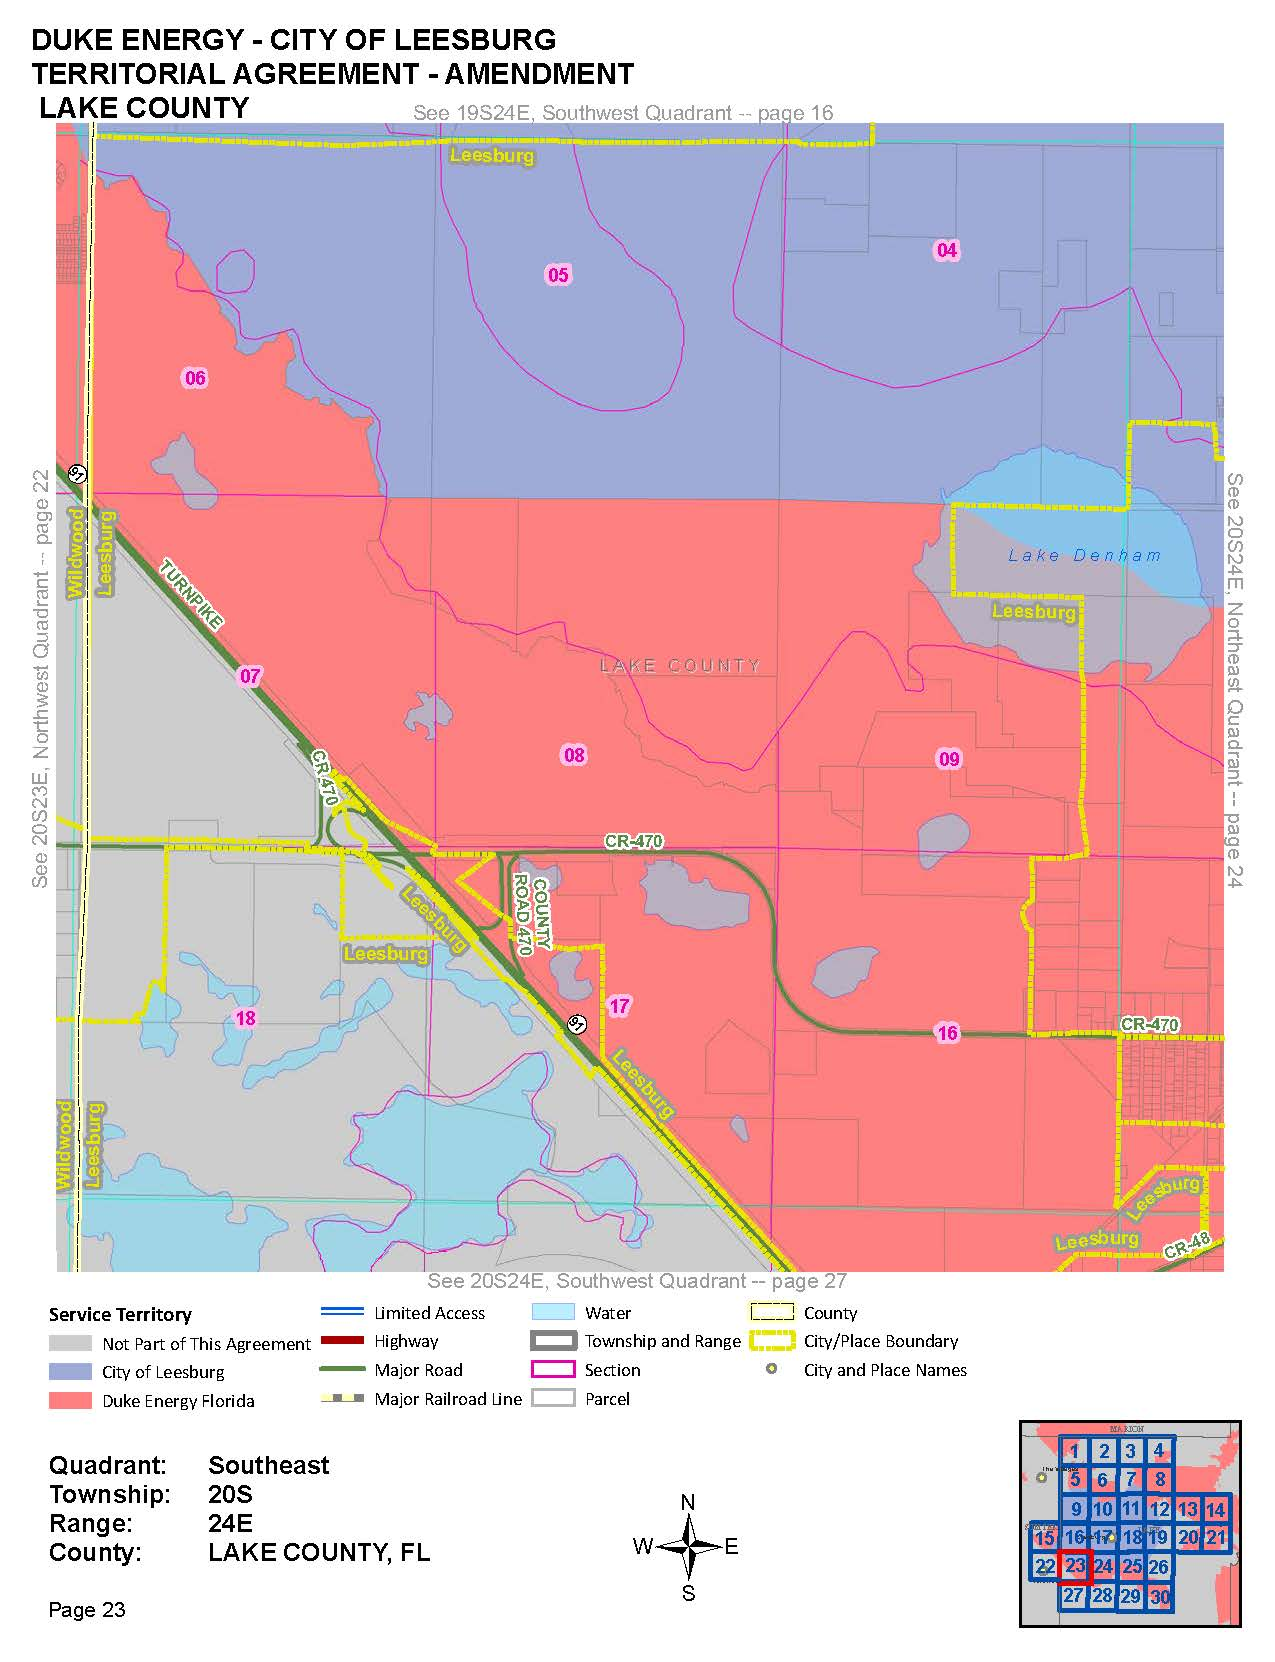 DUKE ENERGY - CITY OF LEESBURG
TERRITORIAL AGREEMENT - AMENDMENT
LAKE COUNTY
See 19S24E, Southwest Quadrant -- page 16
Leesburg
04
05
06
91
See 20S23E, Northwest Quadrant -- page 22
See 20S24E, Northeast Quadrant -- page 24
Wildwood
Leesburg
TURNPIKE
Lake Denham
Leesburg
LAKE COUNTY
07
08
09
CR-470
CR-470
COUNTY
ROAD 470
Leesburg
Leesburg
17
18
91
16
CR-470
Leesburg
Wildwood
Leesburg
Leesburg
Leesburg
CR-48
See 20S24E, Southwest Quadrant -- page 27
Service Territory
Not Part of This Agreement
City of Leesburg
Duke Energy Florida
Limited Access
Highway
Major Road
Major Railroad Line
Water
Township and Range
Section
Parcel
County
City/Place Boundary
City and Place Names
Quadrant: Southeast
Township: 20S
Range: 24E
County: LAKE COUNTY, FL
Page 23
N
W E
S
MARION
1 2 3 4
5 6 7 8
9 10 11 12 13 14
15 16 17 18 19 20 21
22 23 24 25 26
27 28 29 30